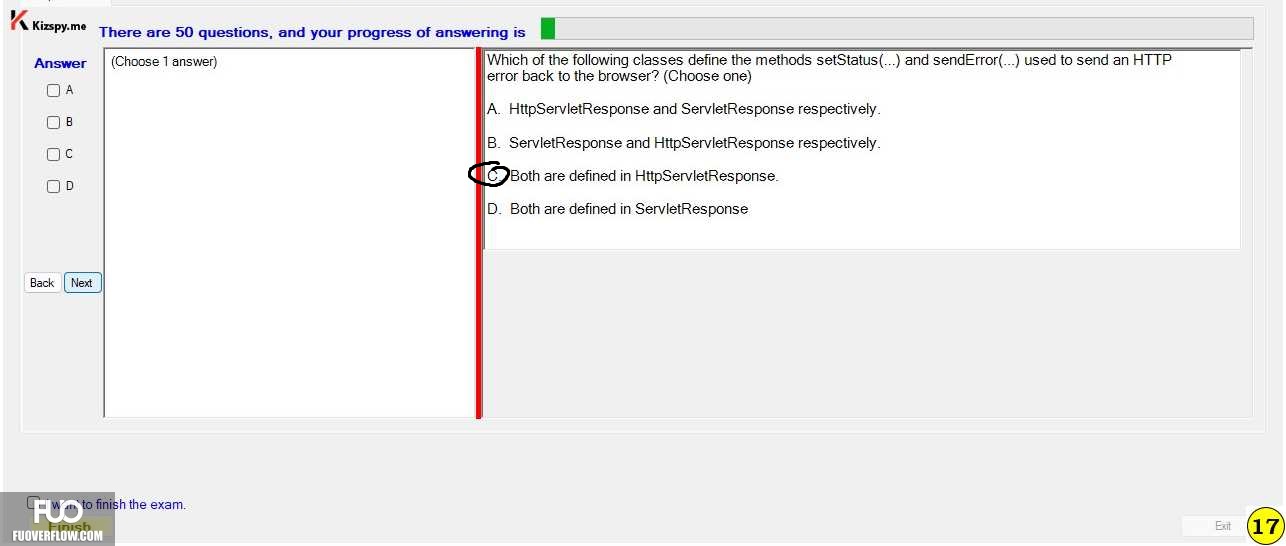 Kizspy.me
There are 50 questions, and your progress of answering is
Answer
(Choose 1 answer)
A
B
C
D
Back
Next
Which of the following classes define the methods setStatus(...) and sendError(...) used to send an HTTP
error back to the browser? (Choose one)
A. HttpServletResponse and ServletResponse respectively.
B. ServletResponse and HttpServletResponse respectively.
C. Both are defined in HttpServletResponse.
D. Both are defined in ServletResponse
I want to finish the exam.
Finish
FUO
FUOVERFLOW.COM
Exit
17